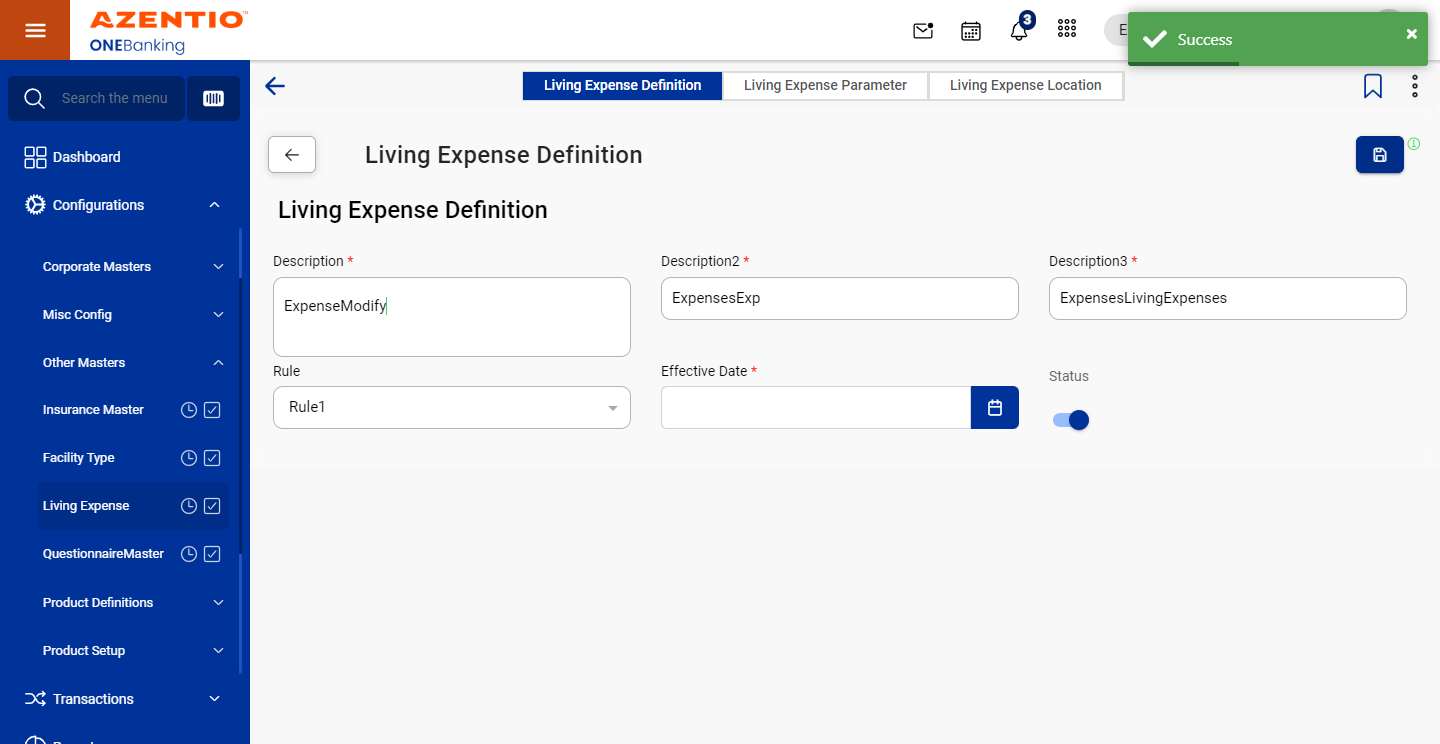 AZENTIO™
ONEBanking
3
E
Success
Search the menu
Living Expense Definition
Living Expense Parameter
Living Expense Location
Dashboard
Configurations
Corporate Masters
Misc Config
Other Masters
Insurance Master
Facility Type
Living Expense
QuestionnaireMaster
Product Definitions
Product Setup
Transactions
Living Expense Definition
Living Expense Definition
Description *
Description2 *
Description3 *
ExpenseModify
ExpensesExp
ExpensesLivingExpenses
Rule
Effective Date *
Status
Rule1